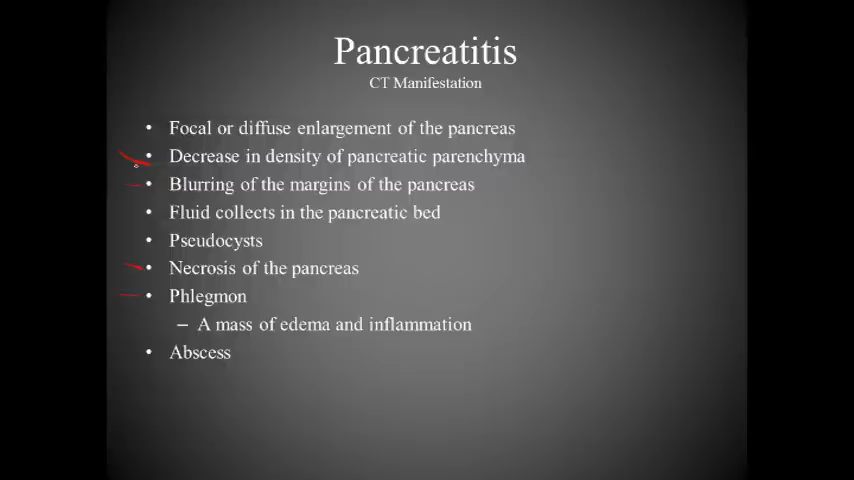 Pancreatitis
CT Manifestation
• Focal or diffuse enlargement of the pancreas
• Decrease in density of pancreatic parenchyma
• Blurring of the margins of the pancreas
• Fluid collects in the pancreatic bed
• Pseudocysts
• Necrosis of the pancreas
• Phlegmon
– A mass of edema and inflammation
• Abscess